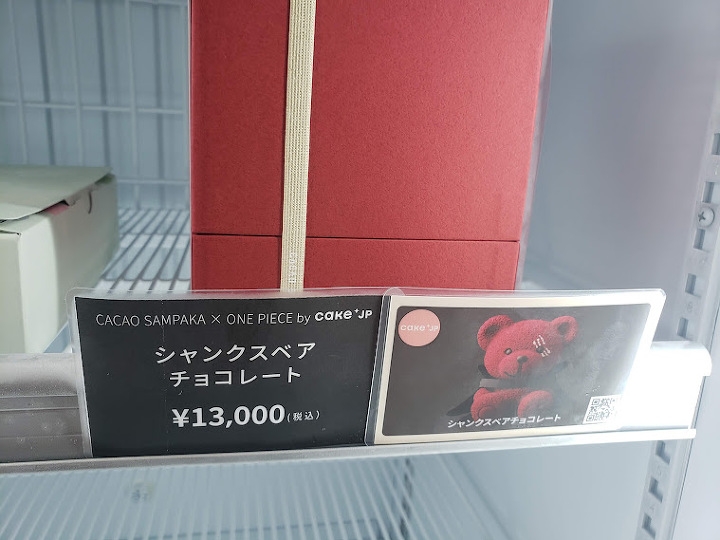 CACAO SAMPAKA × ONE PIECE by cake.JP
シャンクスベア
チョコレート
¥13,000(税込)
cake.JP
シャンクスベアチョコレート